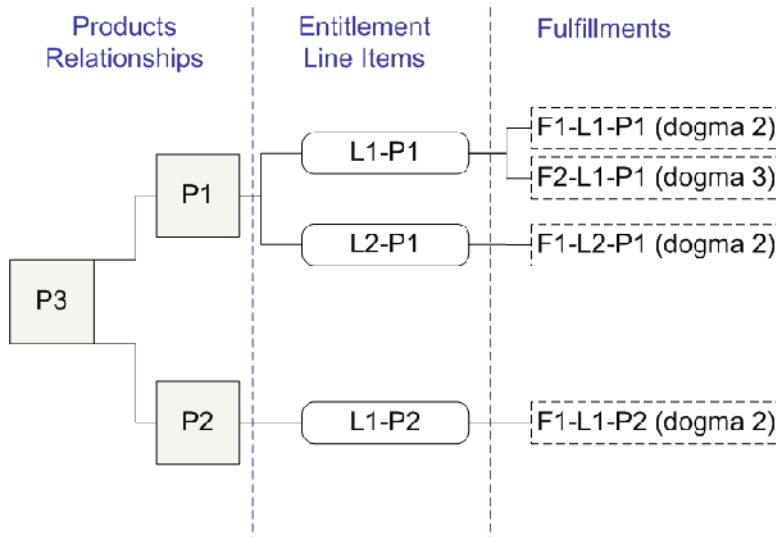 Products
Relationships
Entitlement
Line Items
Fulfillments
F1-L1-P1 (dogma 2)
L1-P1
F2-L1-P1 (dogma 3)
P1
L2-P1
F1-L2-P1 (dogma 2)
P3
P2
L1-P2
F1-L1-P2 (dogma 2)